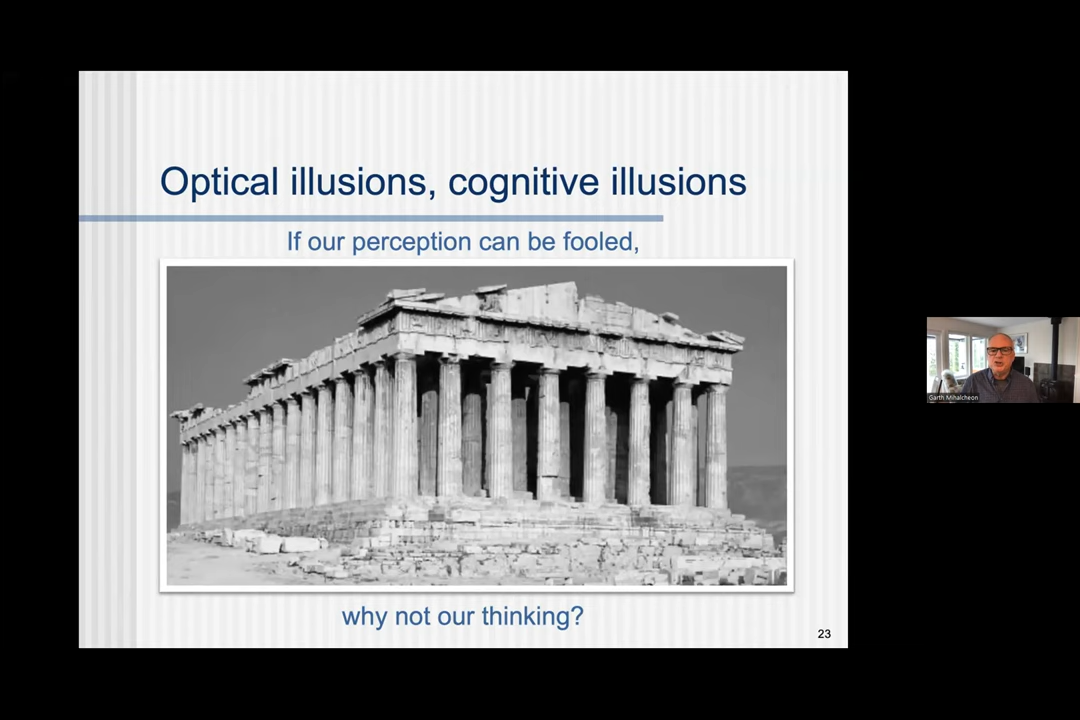 Optical illusions, cognitive illusions
If our perception can be fooled,
why not our thinking?
23
Garth Mihalcheon